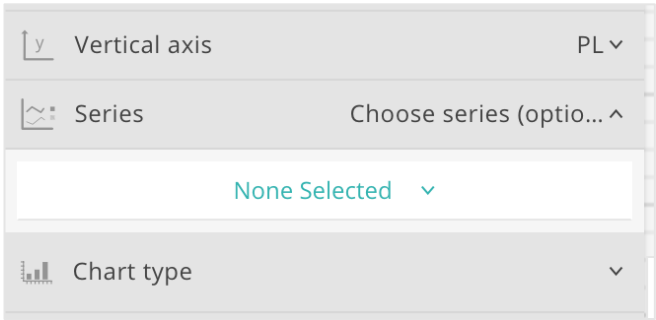 y
Vertical axis PL
Series Choose series (optio...
None Selected
Chart type